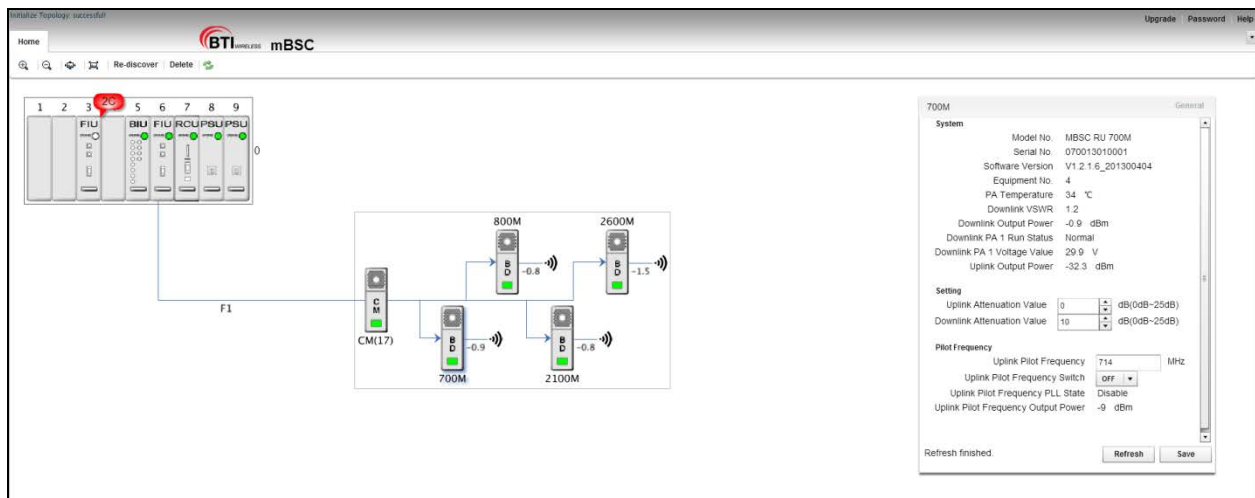 Initialize Topology: successful!
Upgrade Password Help
Home
BTI WIRELESS mBSC
Re-discover Delete
1 2 3 2C 5 6 7 8 9
FIU BIU FIU RCU PSU PSU
0
F1
CM(17)
CM
800M
BD
-0.8
2600M
BD
-1.5
BD
-0.9
700M
BD
-0.8
2100M
700M General
System
Model No. MBSC RU 700M
Serial No. 070013010001
Software Version V1.2.1.6_201300404
Equipment No. 4
PA Temperature 34 ℃
Downlink VSWR 1.2
Downlink Output Power -0.9 dBm
Downlink PA 1 Run Status Normal
Downlink PA 1 Voltage Value 29.9 V
Uplink Output Power -32.3 dBm
Setting
Uplink Attenuation Value 0 dB(0dB~25dB)
Downlink Attenuation Value 10 dB(0dB~25dB)
Pilot Frequency
Uplink Pilot Frequency 714 MHz
Uplink Pilot Frequency Switch OFF
Uplink Pilot Frequency PLL State Disable
Uplink Pilot Frequency Output Power -9 dBm
Refresh finished. Refresh Save